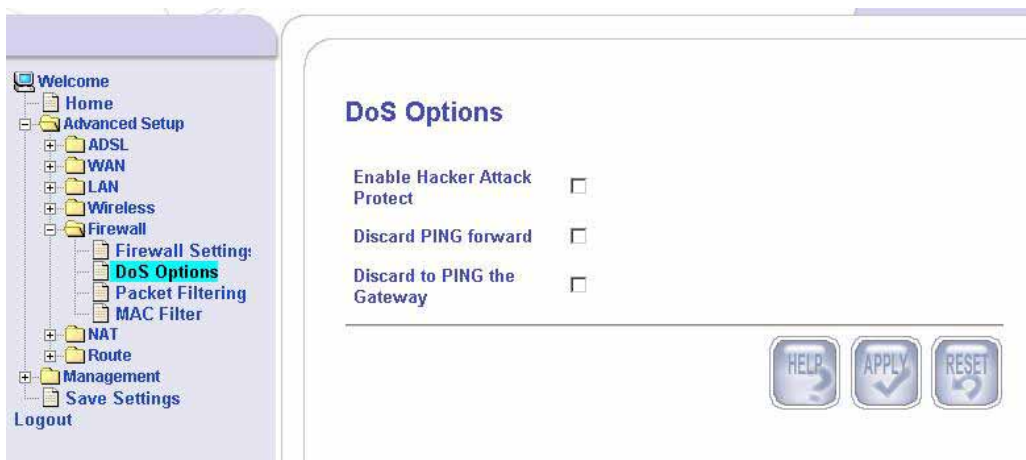 Welcome
Home
Advanced Setup
ADSL
WAN
LAN
Wireless
Firewall
Firewall Setting
DoS Options
Packet Filtering
MAC Filter
NAT
Route
Management
Save Settings
Logout
DoS Options
Enable Hacker Attack
Protect
Discard PING forward
Discard to PING the
Gateway
HELP
APPLY
RESET